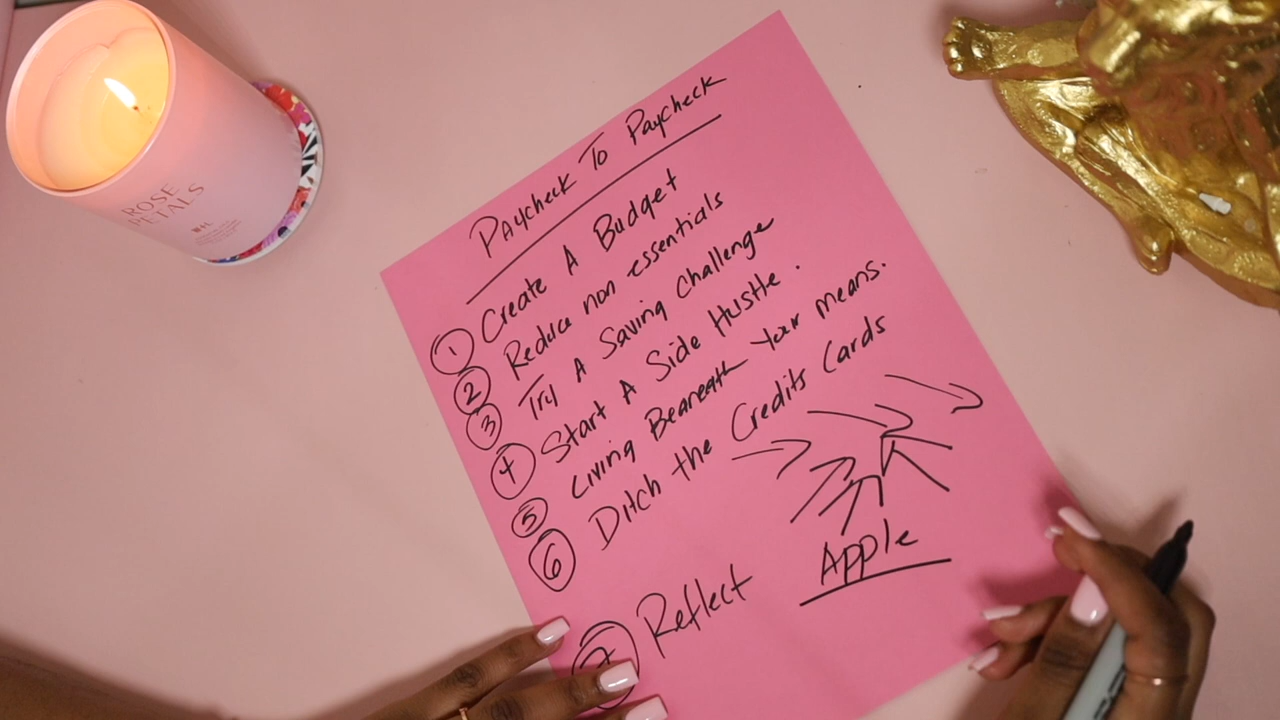 ROSE
PETALS
Paycheck To Paycheck
1 Create A Budget
2 Reduce non essentials
3 Try A Saving Challenge
4 Start A Side Hustle.
5 Living Beaneath Your means.
6 Ditch the Credits Cards
7 Reflect
Apple